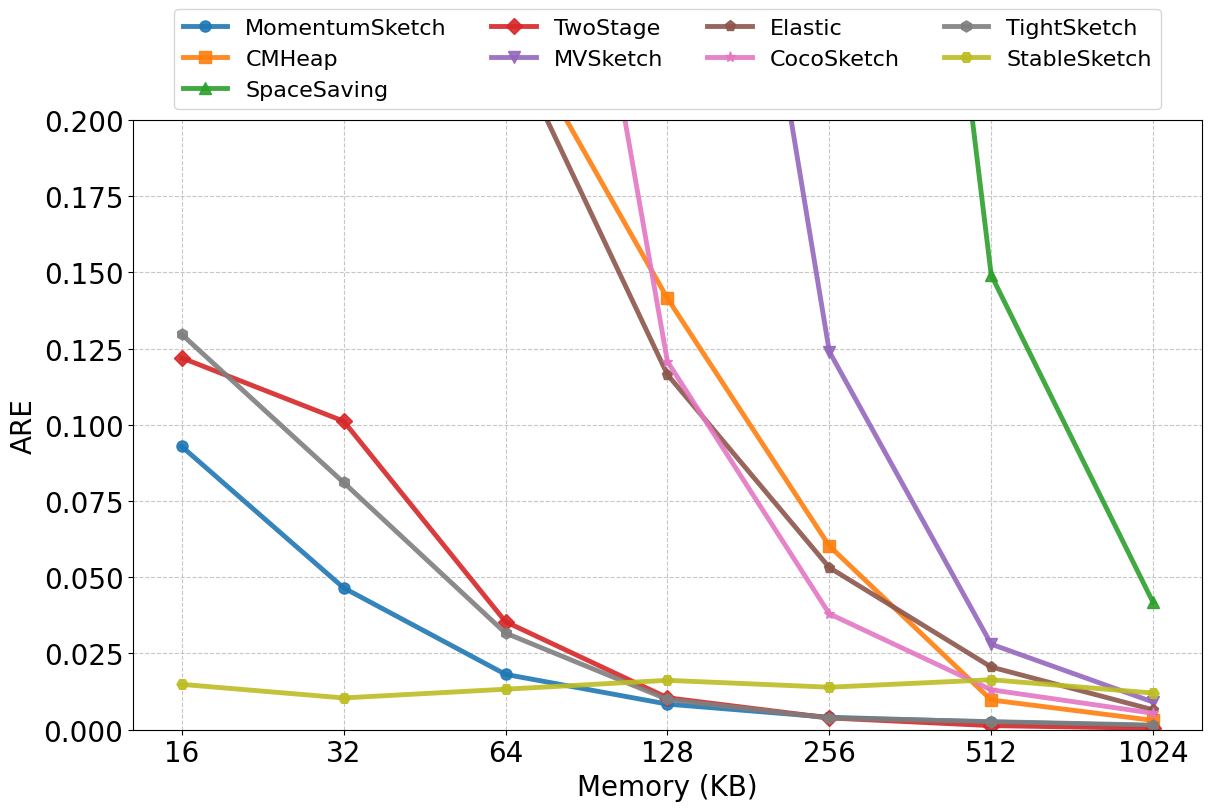 MomentumSketch TwoStage Elastic TightSketch
CMHeap MVSketch CocoSketch StableSketch
SpaceSaving
0.200
0.175
0.150
0.125
0.100
0.075
0.050
0.025
0.000
ARE
16 32 64 128 256 512 1024
Memory (KB)